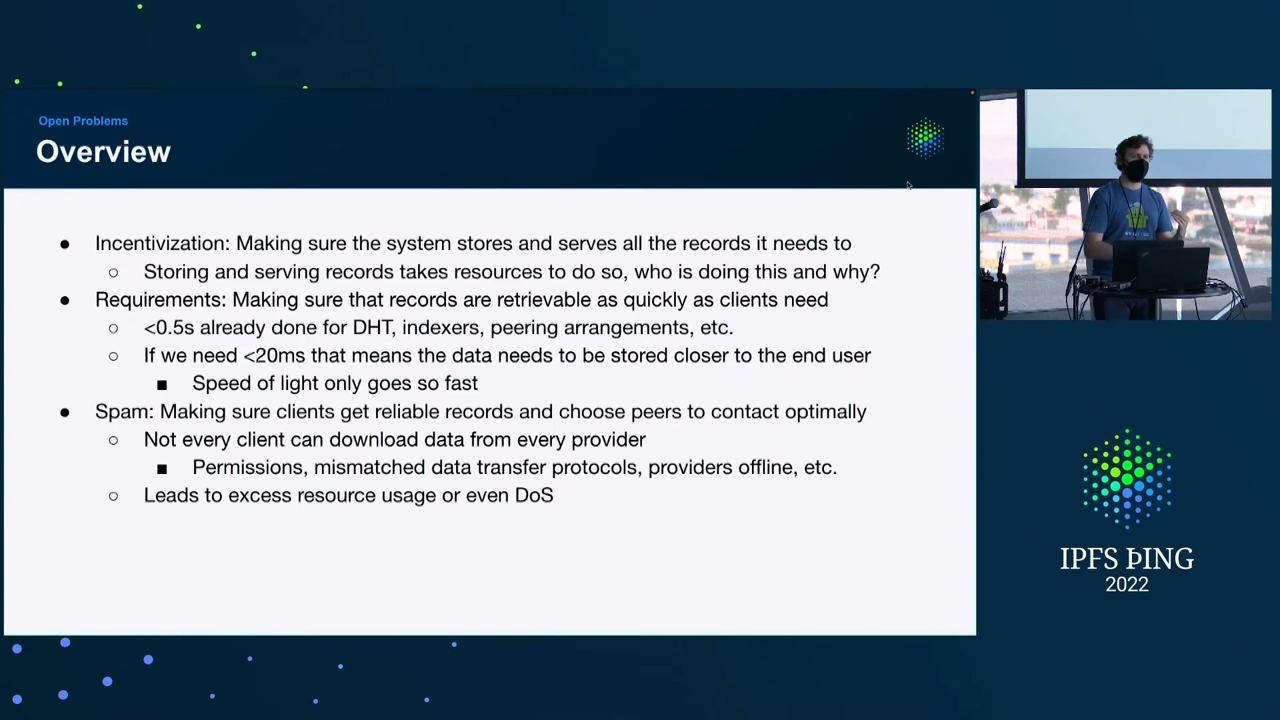 Open Problems
Overview
● Incentivization: Making sure the system stores and serves all the records it needs to
○ Storing and serving records takes resources to do so, who is doing this and why?
● Requirements: Making sure that records are retrievable as quickly as clients need
○ <0.5s already done for DHT, indexers, peering arrangements, etc.
○ If we need <20ms that means the data needs to be stored closer to the end user
■ Speed of light only goes so fast
● Spam: Making sure clients get reliable records and choose peers to contact optimally
○ Not every client can download data from every provider
■ Permissions, mismatched data transfer protocols, providers offline, etc.
○ Leads to excess resource usage or even DoS
IPFS ÞING
2022